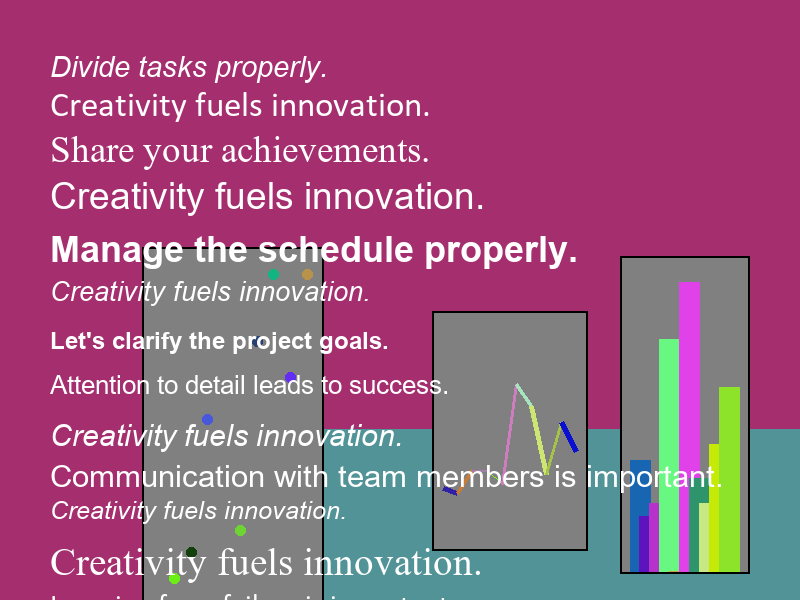 Divide tasks properly.
Creativity fuels innovation.
Share your achievements.
Creativity fuels innovation.
Manage the schedule properly.
Creativity fuels innovation.
Let's clarify the project goals.
Attention to detail leads to success.
Creativity fuels innovation.
Communication with team members is important.
Creativity fuels innovation.
Creativity fuels innovation.